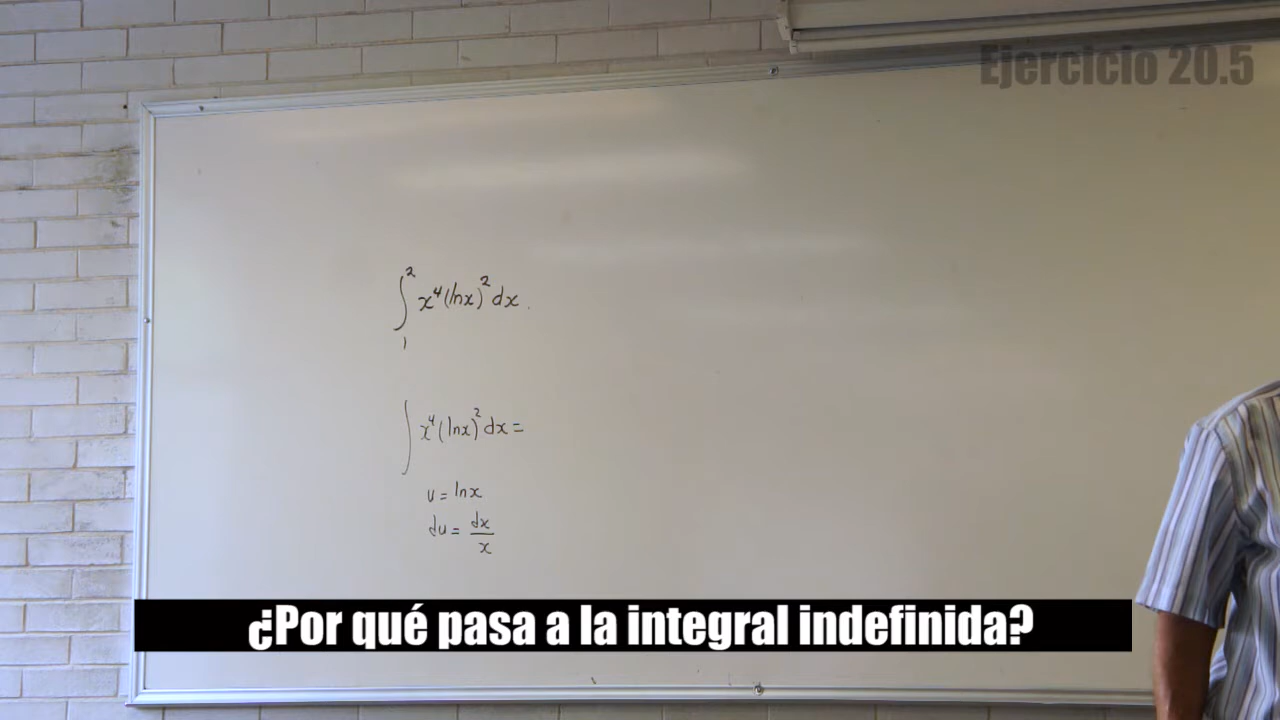 Ejercicio 20.5
∫₁² x⁴(lnx)² dx.
∫ x⁴(lnx)² dx =
u = lnx
du = dx/x
¿Por qué pasa a la integral indefinida?